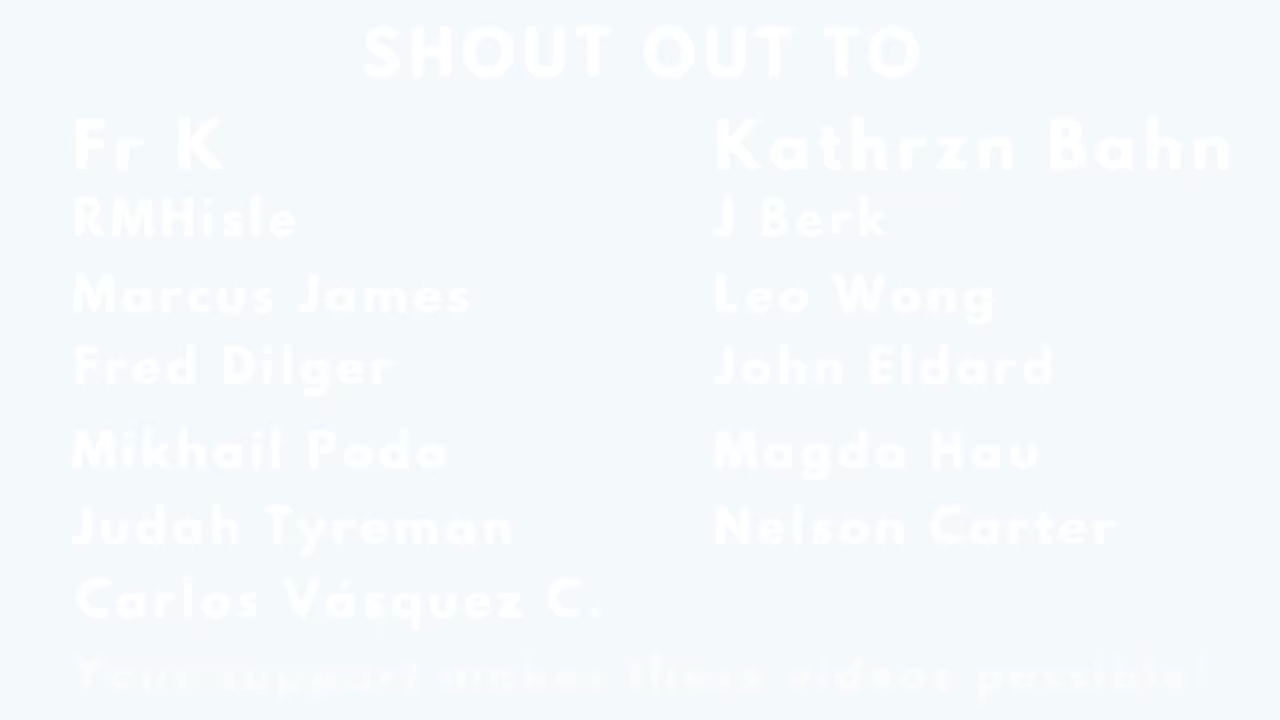 SHOUT OUT TO
Fr K
RMHisle
Marcus James
Fred Dilger
Mikhail Poda
Judah Tyreman
Carlos Vásquez C.
Kathrzn Bahn
J Berk
Leo Wong
John Eldard
Magda Hau
Nelson Carter
Your support makes these videos possible!